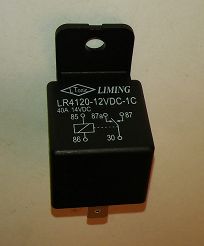 LIMING
LR4120-12VDC-1C
40A 14VDC
85 87a 87
86 30